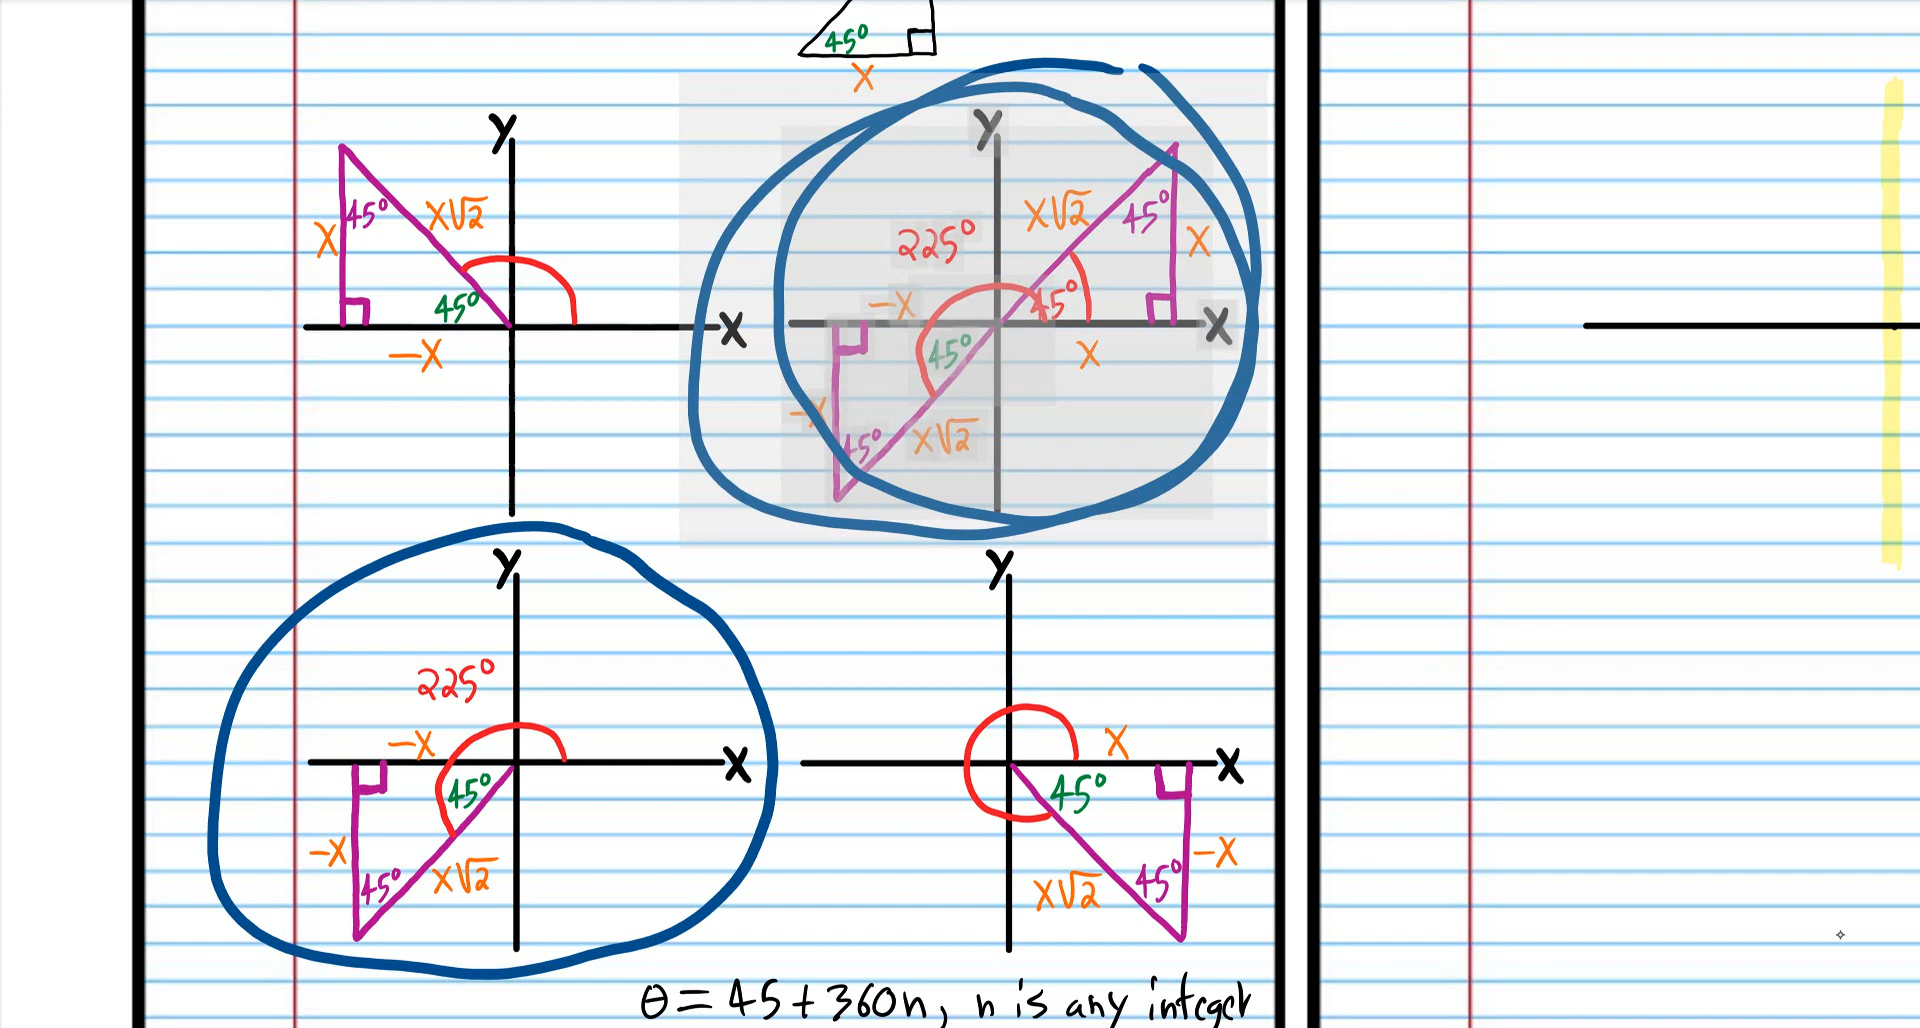 45°
x
y
45°
x√2
x
45°
-x
x
y
225°
x√2
45°
x
-x
45°
x
x
45°
-x
45°
x√2
y
225°
-x
x
45°
-x
45°
x√2
y
x
x
45°
-x
45°
x√2
θ = 45 + 360n, n is any integer